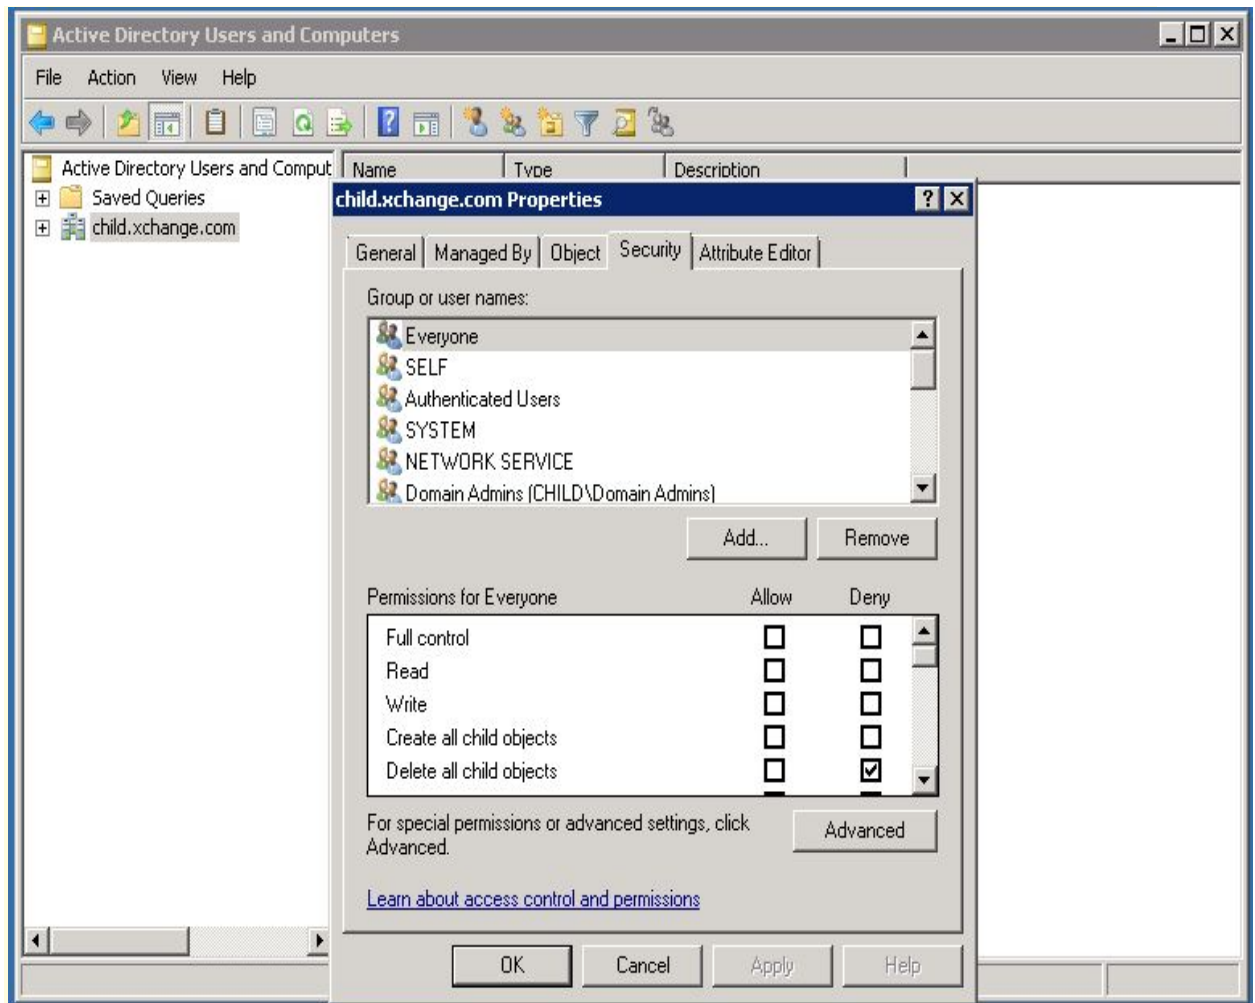 Active Directory Users and Computers
File Action View Help
Active Directory Users and Comput Name Type Description
Saved Queries
child.xchange.com
child.xchange.com Properties
General Managed By Object Security Attribute Editor
Group or user names:
Everyone
SELF
Authenticated Users
SYSTEM
NETWORK SERVICE
Domain Admins (CHILD\Domain Admins)
Add... Remove
Permissions for Everyone Allow Deny
Full control
Read
Write
Create all child objects
Delete all child objects
For special permissions or advanced settings, click Advanced
Advanced.
Learn about access control and permissions
OK Cancel Apply Help